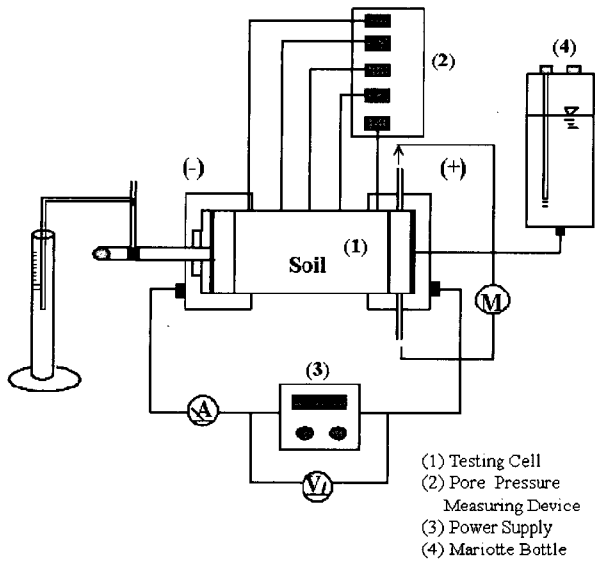 (4)
(2)
(-)
(+)
(1)
Soil
M
(3)
A
V
(1) Testing Cell
(2) Pore Pressure
Measuring Device
(3) Power Supply
(4) Mariotte Bottle